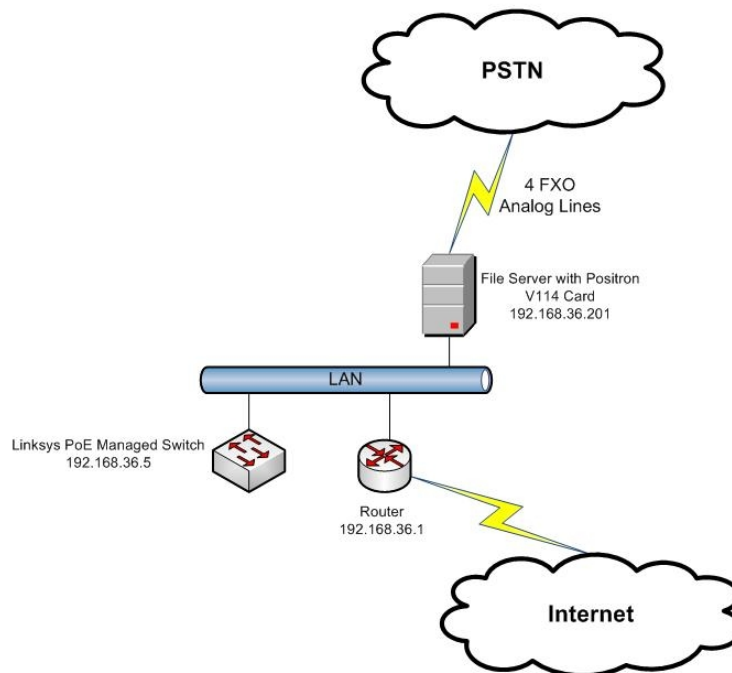 PSTN
4 FXO
Analog Lines
File Server with Positron
V114 Card
192.168.36.201
LAN
Linksys PoE Managed Switch
192.168.36.5
Router
192.168.36.1
Internet